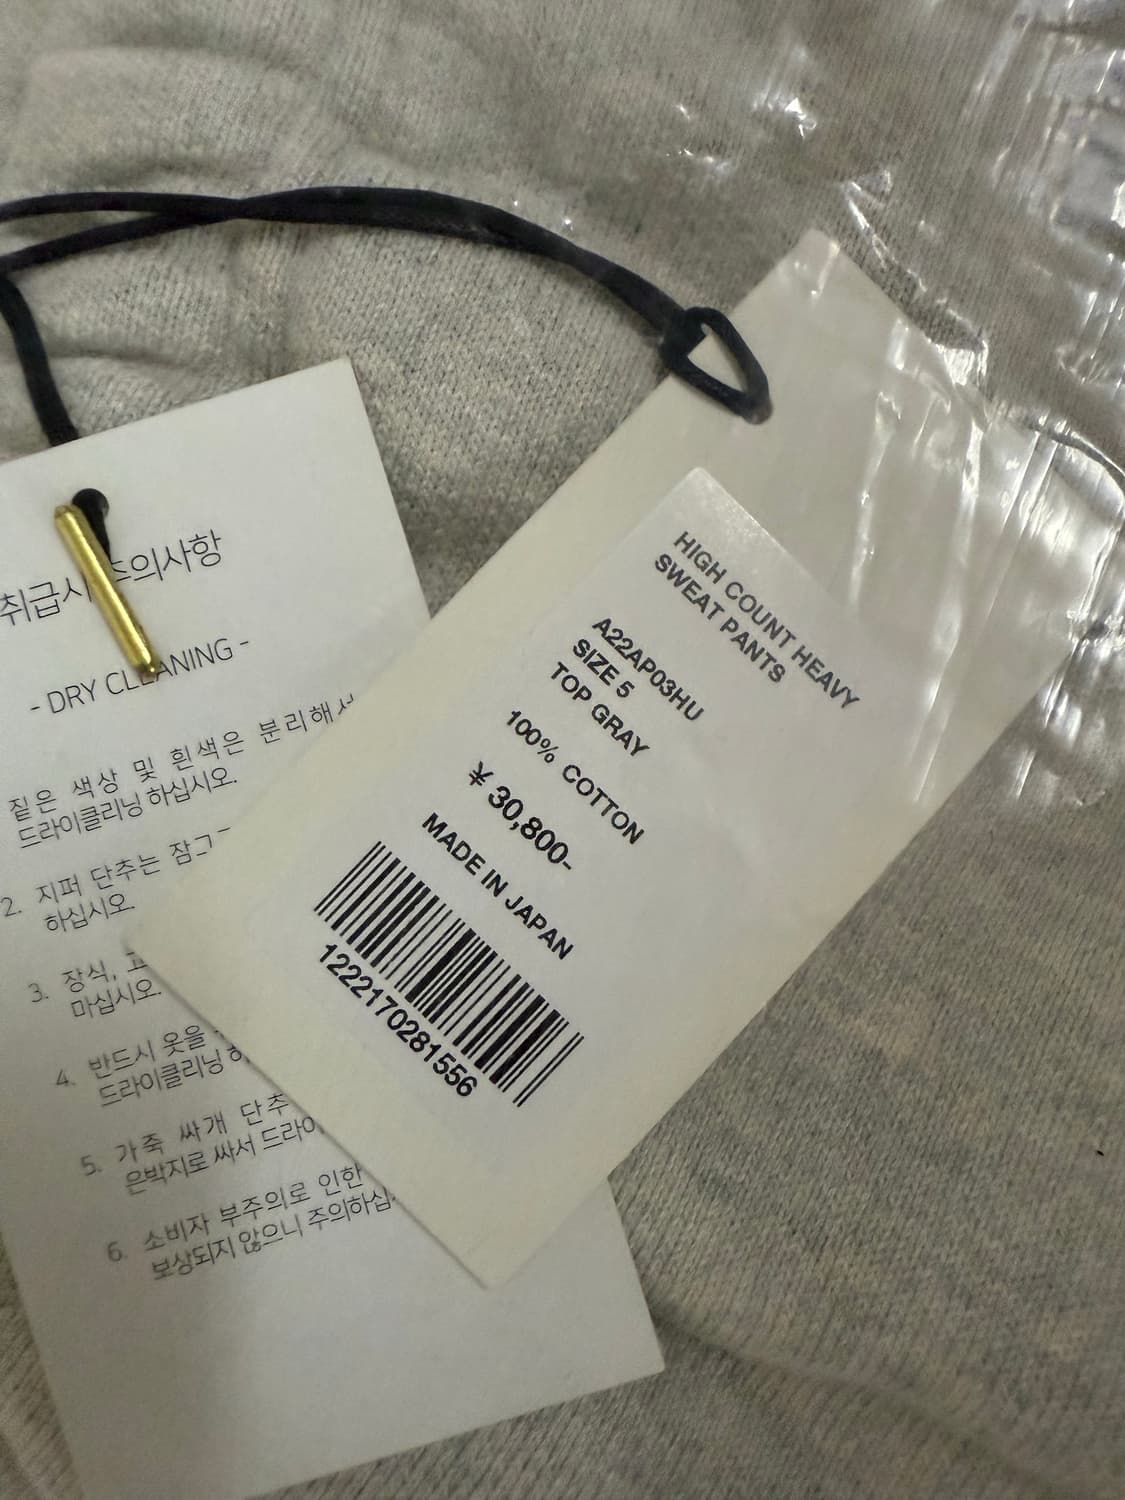 취급시 주의사항
- DRY CLEANING -
짙은 색상 및 흰색은 분리해서
드라이클리닝 하십시오.
2. 지퍼 단추는 잠그
하십시오.
3. 장식,
마십시오.
4. 반드시 옷을
드라이클리닝
5. 가죽 싸개 단추
은박지로 싸서 드라이
6. 소비자 부주의로 인한
보상되지 않으니 주의하십
HIGH COUNT HEAVY
SWEAT PANTS
A22AP03HU
SIZE 5
TOP GRAY
100% COTTON
¥ 30,800-
MADE IN JAPAN
1222170281556